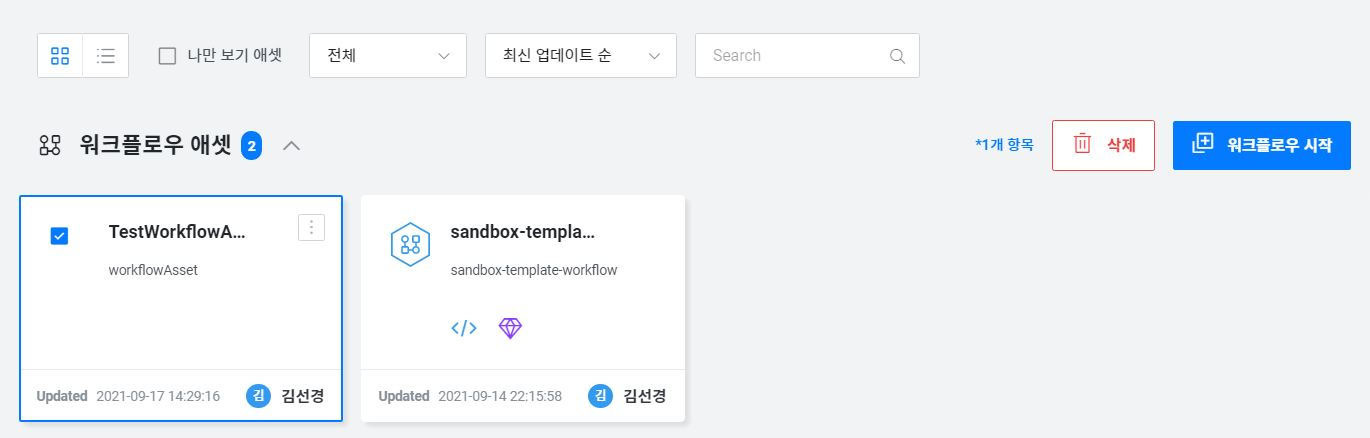 나만 보기 애셋 전체 최신 업데이트 순 Search
워크플로우 애셋 2 *1개 항목 삭제 워크플로우 시작
TestWorkflowA...
workflowAsset
Updated 2021-09-17 14:29:16 김 김선경
sandbox-templa...
sandbox-template-workflow
Updated 2021-09-14 22:15:58 김 김선경